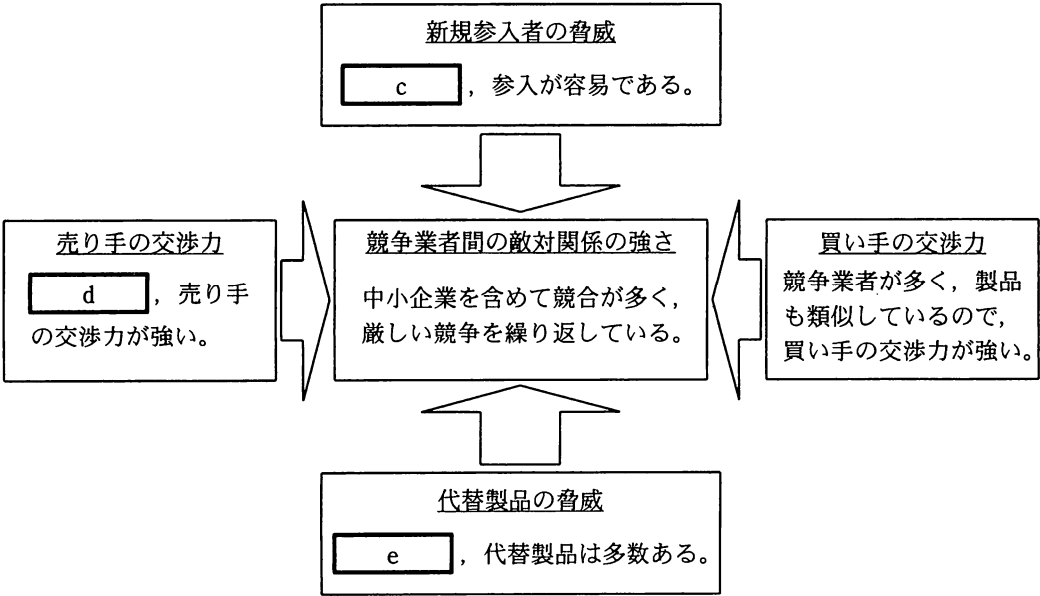 新規参入者の脅威
c ，参入が容易である。
売り手の交渉力
d ，売り手
の交渉力が強い。
競争業者間の敵対関係の強さ
中小企業を含めて競合が多く，
厳しい競争を繰り返している。
買い手の交渉力
競争業者が多く，製品
も類似しているので，
買い手の交渉力が強い。
代替製品の脅威
e ，代替製品は多数ある。